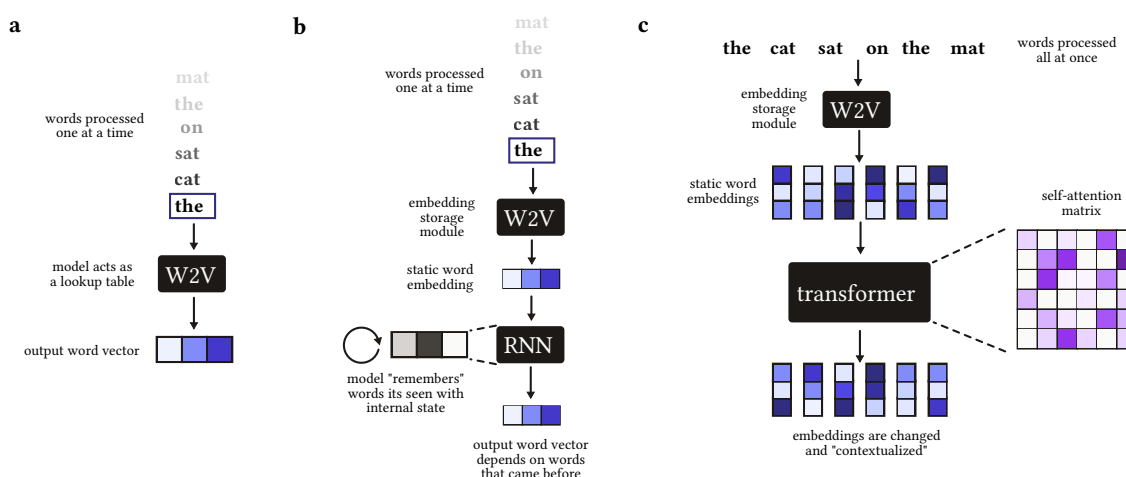 a
mat
the
on
sat
cat
the
words processed
one at a time
W2V
model acts as
a lookup table
output word vector
b
mat
the
on
sat
cat
the
words processed
one at a time
embedding
storage
module
W2V
static word
embedding
RNN
model "remembers"
words its seen with
internal state
output word vector
depends on words
that came before
c
the cat sat on the mat
words processed
all at once
embedding
storage
module
W2V
static word
embeddings
self-attention
matrix
transformer
embeddings are changed
and "contextualized"